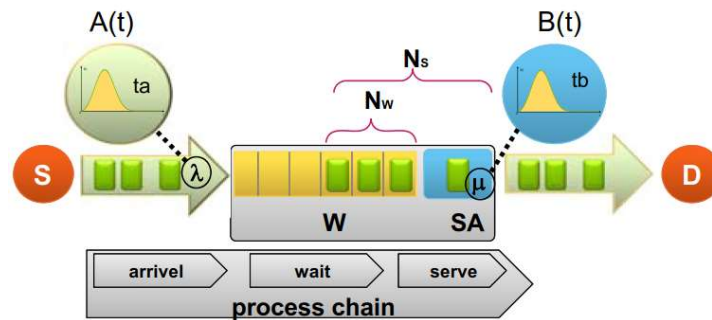 A(t)
B(t)
ta
tb
Ns
Nw
S
λ
μ
D
W
SA
arrivel
wait
serve
process chain